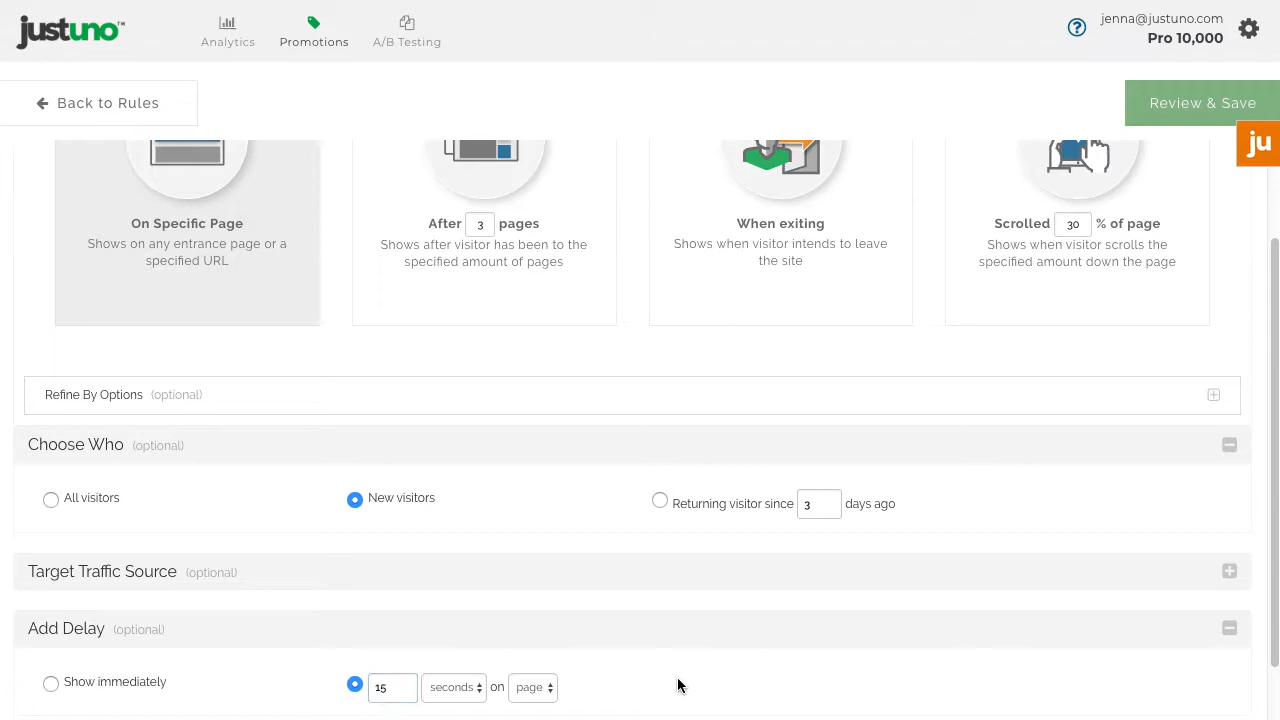 justuno™
Analytics
Promotions
A/B Testing
?
jenna@justuno.com
Pro 10,000
Back to Rules
Review & Save
ju
On Specific Page
Shows on any entrance page or a
specified URL
After 3 pages
Shows after visitor has been to the
specified amount of pages
When exiting
Shows when visitor intends to leave
the site
Scrolled 30 % of page
Shows when visitor scrolls the
specified amount down the page
Refine By Options (optional)
Choose Who (optional)
All visitors
New visitors
Returning visitor since 3 days ago
Target Traffic Source (optional)
Add Delay (optional)
Show immediately
15 seconds on page